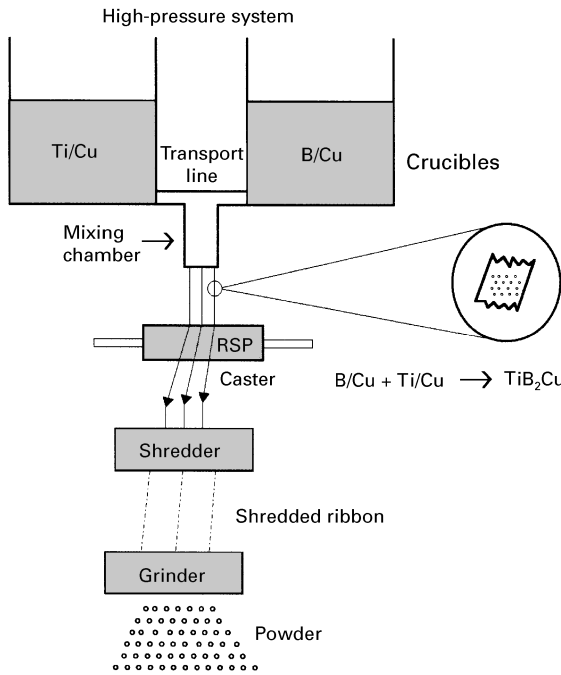 High-pressure system
Ti/Cu
Transport
line
B/Cu
Crucibles
Mixing
chamber
RSP
Caster
B/Cu + Ti/Cu → TiB₂Cu
Shredder
Shredded ribbon
Grinder
Powder